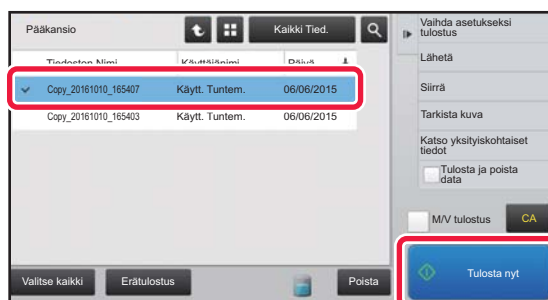 Pääkansio
Kaikki Tied.
Tiedoston Nimi Käyttäjänimi Päivä
Copy_20161010_165407 Käytt. Tuntem. 06/06/2015
Copy_20161010_165403 Käytt. Tuntem. 06/06/2015
Valitse kaikki
Erätulostus
Poista
Vaihda asetukseksi
tulostus
Lähetä
Siirrä
Tarkista kuva
Katso yksityiskohtaiset
tiedot
Tulosta ja poista
data
M/V tulostus
CA
Tulosta nyt